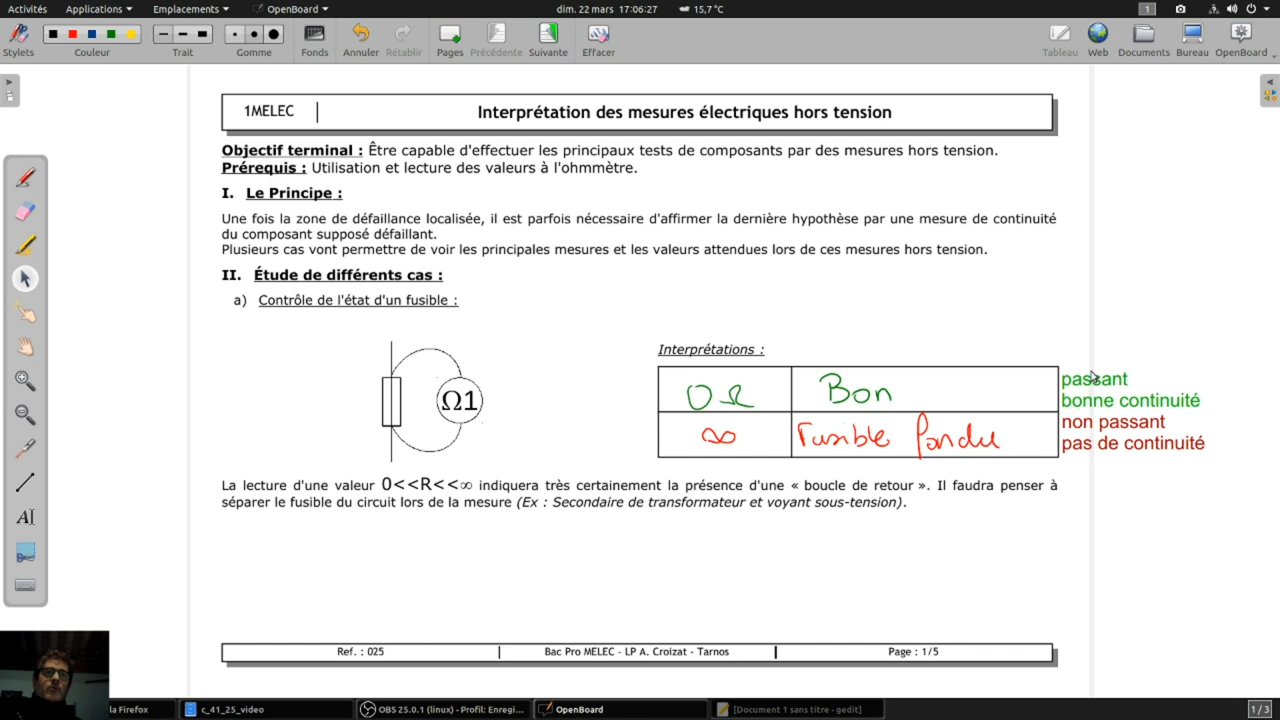 Activités Applications Emplacements OpenBoard dim. 22 mars 17:06:27 15,7 °C 1
Stylets Couleur Trait Gomme Fonds Annuler Rétablir Pages Précédente Suivante Effacer Tableau Web Documents Bureau OpenBoard
1MELEC Interprétation des mesures électriques hors tension
Objectif terminal : Être capable d'effectuer les principaux tests de composants par des mesures hors tension.
Prérequis : Utilisation et lecture des valeurs à l'ohmmètre.
I. Le Principe :
Une fois la zone de défaillance localisée, il est parfois nécessaire d'affirmer la dernière hypothèse par une mesure de continuité
du composant supposé défaillant.
Plusieurs cas vont permettre de voir les principales mesures et les valeurs attendues lors de ces mesures hors tension.
II. Étude de différents cas :
a) Contrôle de l'état d'un fusible :
Interprétations :
Ω1
0Ω Bon
passant
bonne continuité
∞ Fusible fondu
non passant
pas de continuité
La lecture d'une valeur 0<<R<<∞ indiquera très certainement la présence d'une « boucle de retour ». Il faudra penser à
séparer le fusible du circuit lors de la mesure (Ex : Secondaire de transformateur et voyant sous-tension).
Ref. : 025 Bac Pro MELEC - LP A. Croizat - Tarnos Page : 1/5
la Firefox c_41_25_video OBS 25.0.1 (linux) - Profil: Enregi... OpenBoard [Document 1 sans titre - gedit] 1 / 3